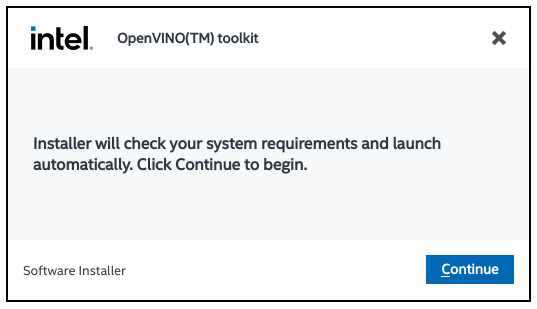 intel. OpenVINO(TM) toolkit
Installer will check your system requirements and launch
automatically. Click Continue to begin.
Software Installer
Continue